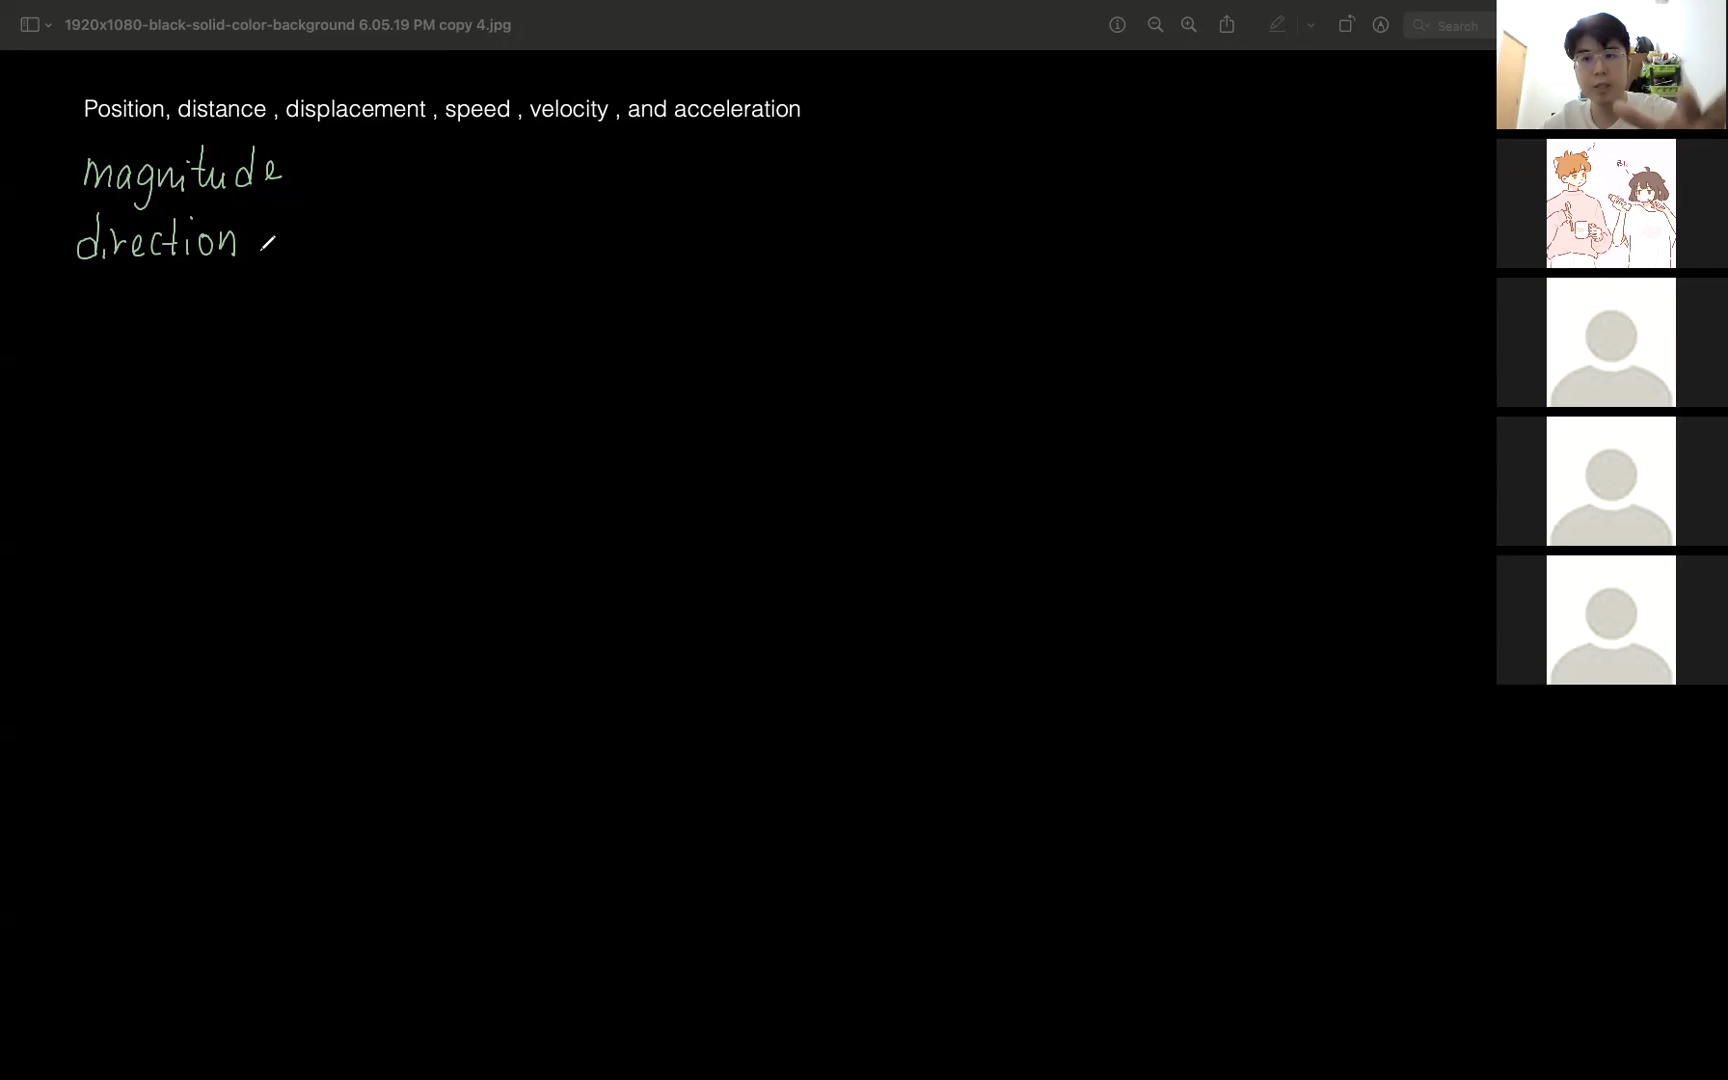 1920x1080-black-solid-color-background 6.05.19 PM copy 4.jpg
Search
Position, distance , displacement , speed , velocity , and acceleration
magnitude
direction